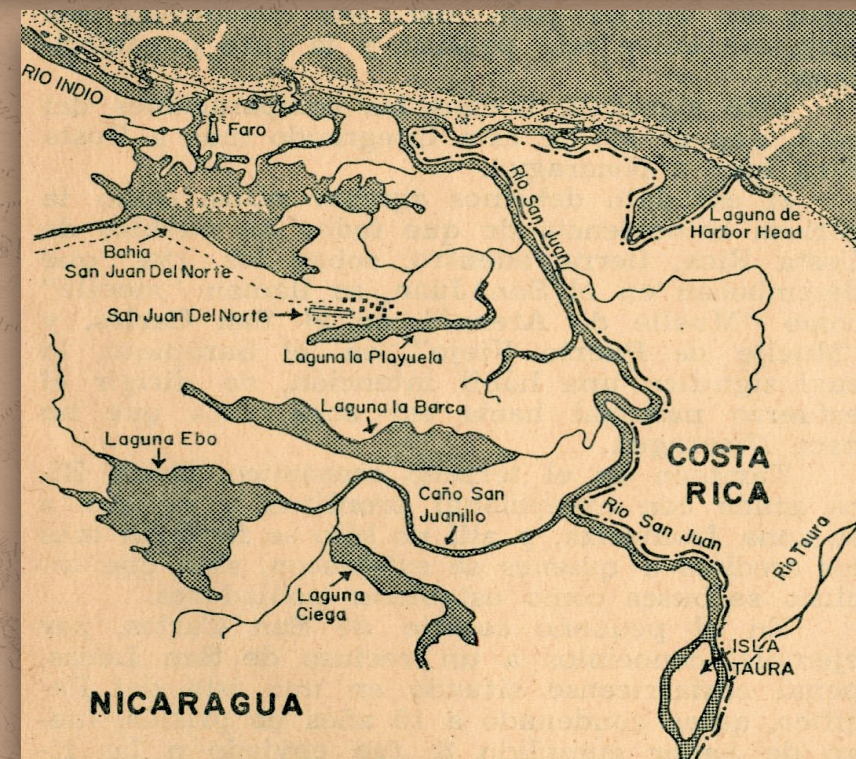 EN 1892
LOS PORTILLOS
RIO INDIO
Faro
FRONTERA
DRAGA
Rio San Juan
Laguna de
Harbor Head
Bahia
San Juan Del Norte
San Juan Del Norte
Laguna la Playuela
Laguna la Barca
Laguna Ebo
COSTA
RICA
Caño San
Juanillo
Rio San Juan
Rio Taura
Laguna
Ciega
ISLA
TAURA
NICARAGUA